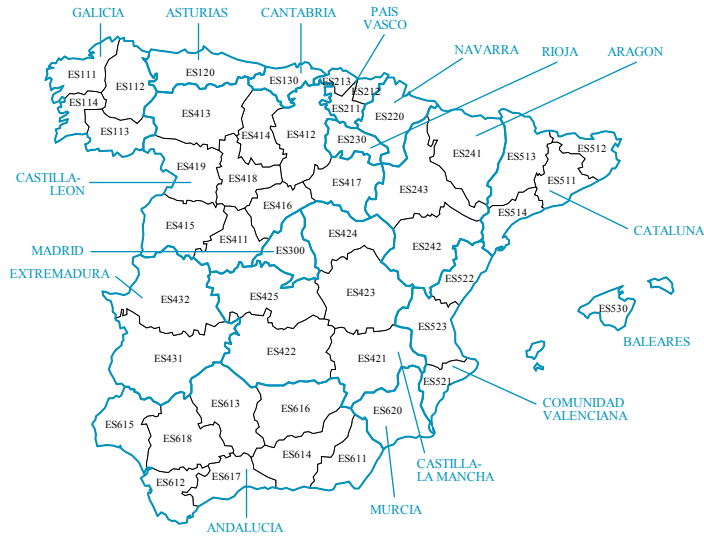 GALICIA
ASTURIAS
CANTABRIA
PAIS
VASCO
NAVARRA
RIOJA
ARAGON
ES111
ES112
ES120
ES130
ES213
ES212
ES114
ES113
ES413
ES414
ES412
ES211
ES220
ES230
ES241
ES513
ES512
ES419
ES418
ES417
ES243
ES511
CASTILLA-
LEON
ES416
ES514
ES415
ES411
ES424
CATALUNA
MADRID
ES300
ES242
EXTREMADURA
ES522
ES432
ES425
ES423
ES530
ES523
BALEARES
ES431
ES422
ES421
ES521
COMUNIDAD
VALENCIANA
ES615
ES613
ES616
ES620
ES618
ES614
ES611
CASTILLA-
LA MANCHA
ES612
ES617
MURCIA
ANDALUCIA